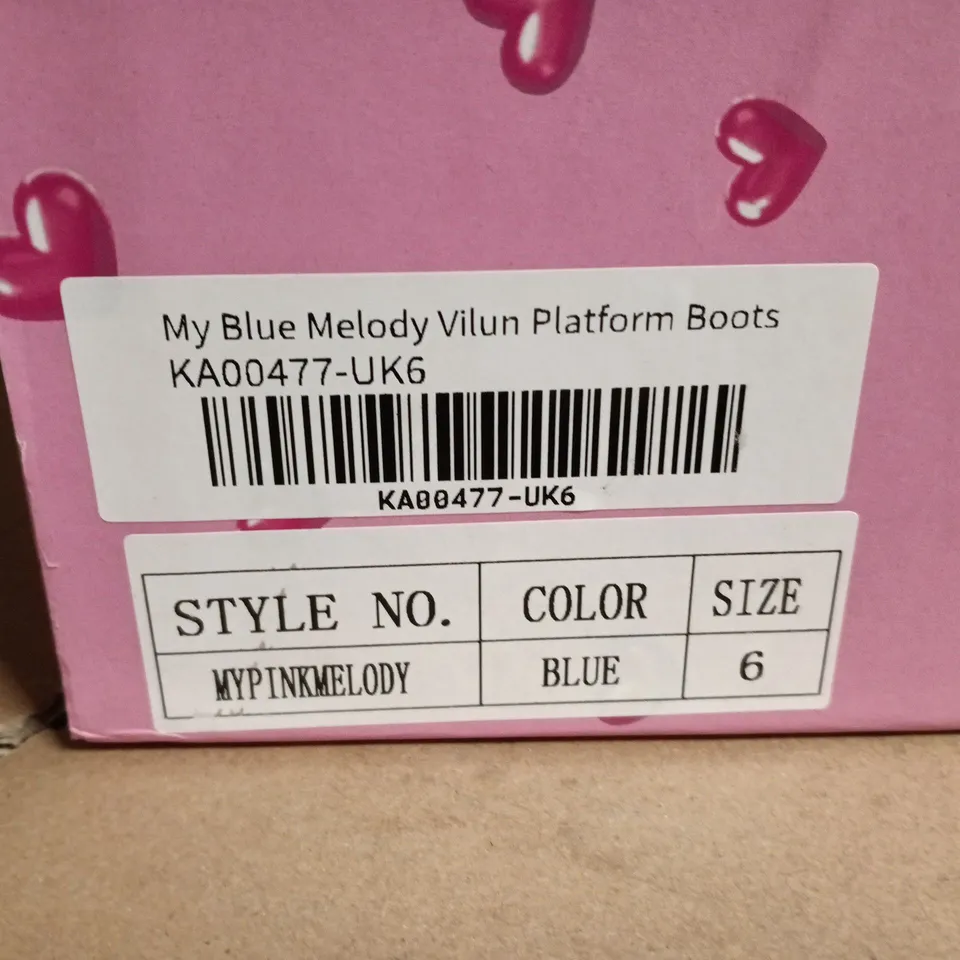 My Blue Melody Vilun Platform Boots
KA00477-UK6
KA00477-UK6
STYLE NO. COLOR SIZE
MYPINKMELODY BLUE 6